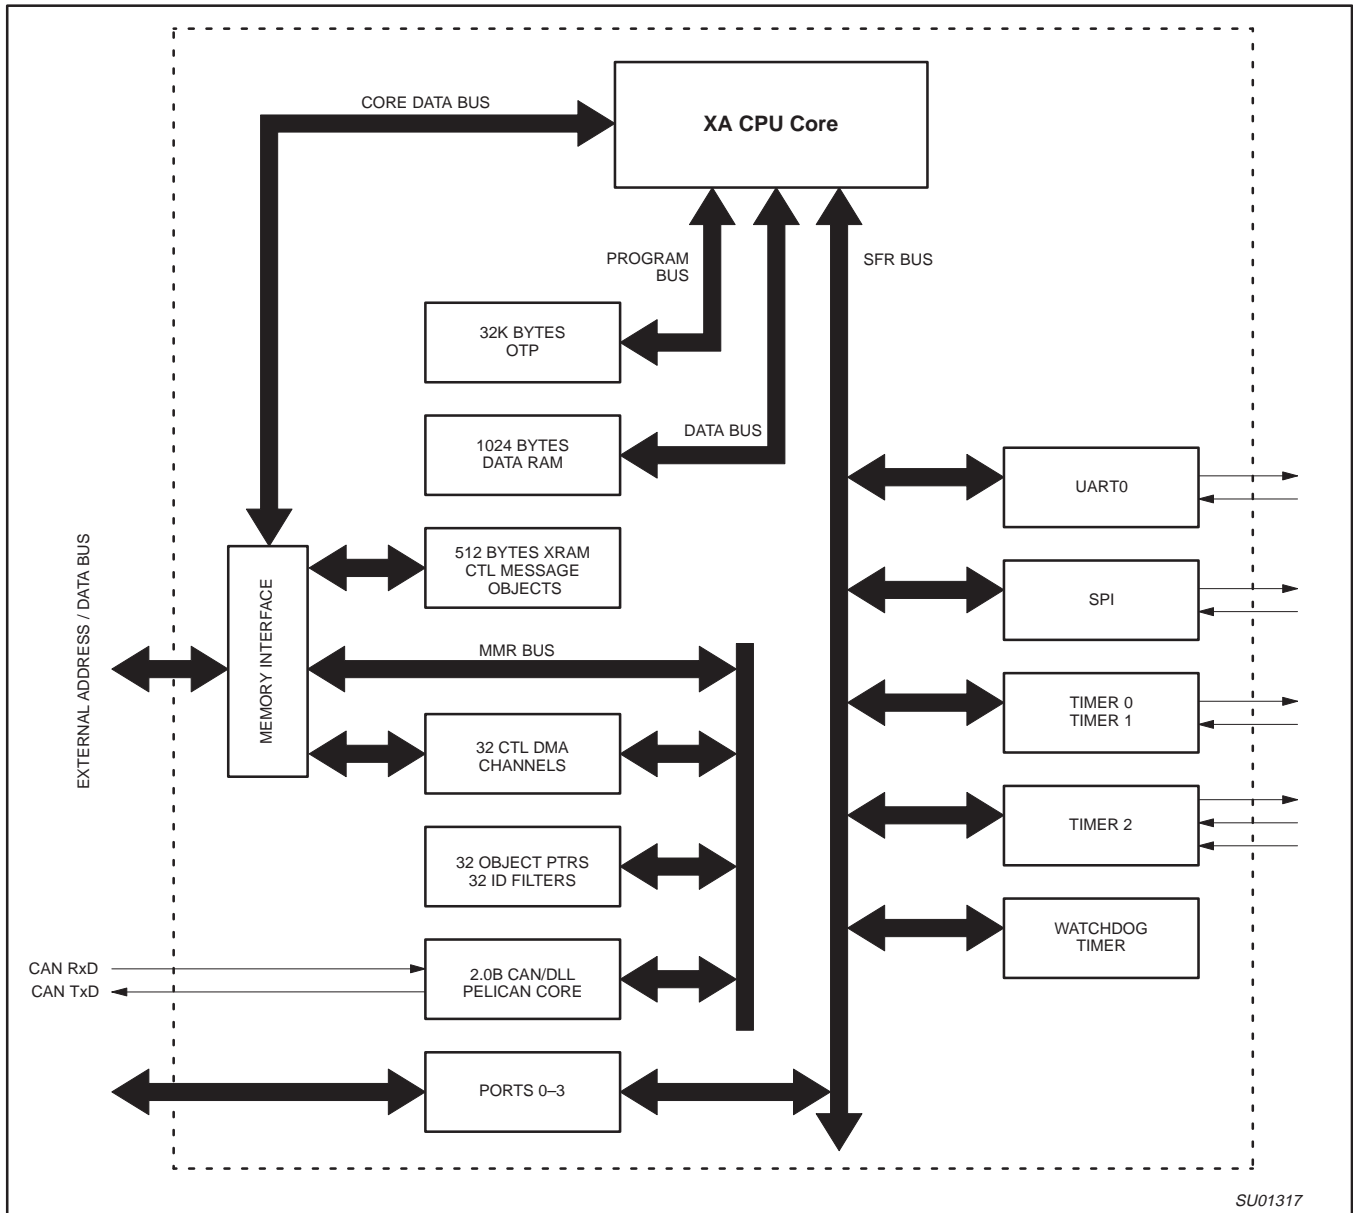 CORE DATA BUS
XA CPU Core
PROGRAM
BUS
SFR BUS
32K BYTES
OTP
1024 BYTES
DATA RAM
DATA BUS
UART0
EXTERNAL ADDRESS / DATA BUS
MEMORY INTERFACE
512 BYTES XRAM
CTL MESSAGE
OBJECTS
SPI
MMR BUS
32 CTL DMA
CHANNELS
TIMER 0
TIMER 1
32 OBJECT PTRS
32 ID FILTERS
TIMER 2
CAN RxD
CAN TxD
2.0B CAN/DLL
PELICAN CORE
WATCHDOG
TIMER
PORTS 0–3
SU01317